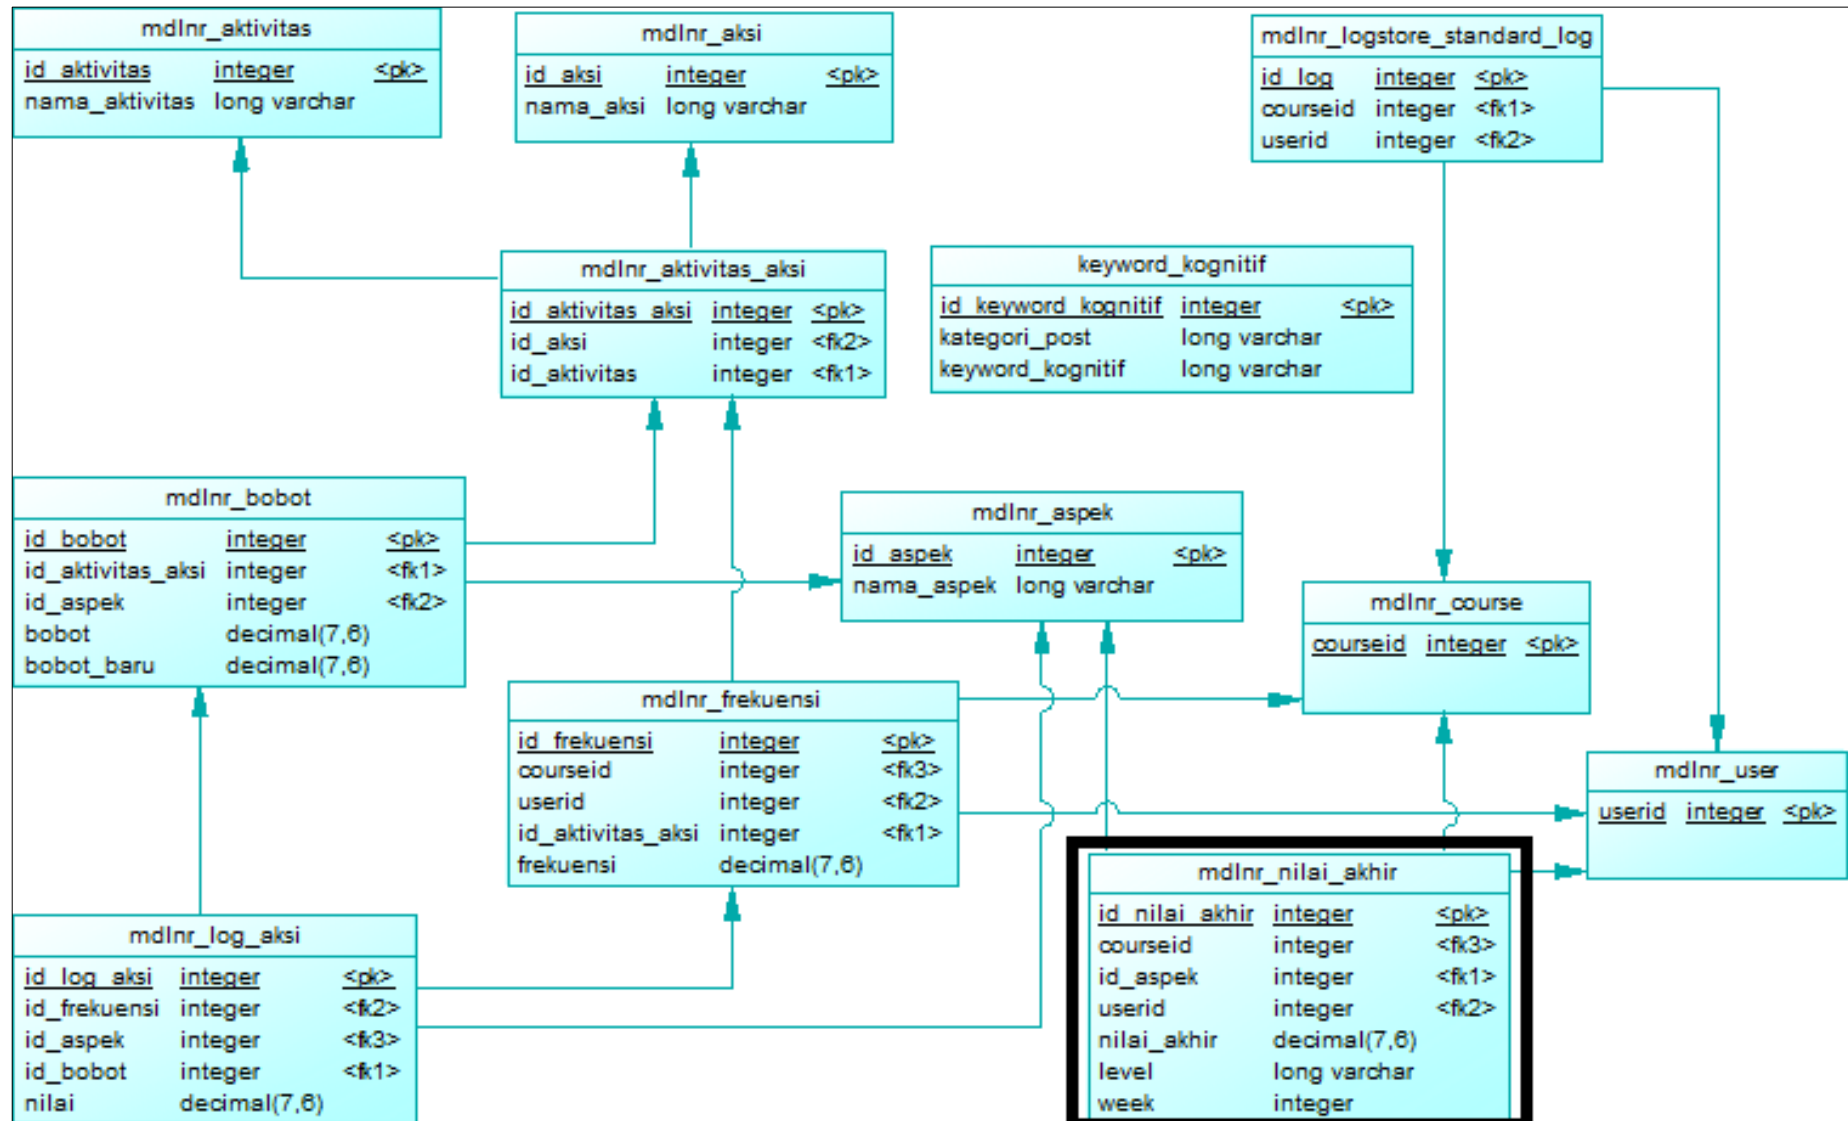 mdlnr_aktivitas
id_aktivitas integer <pk>
nama_aktivitas long varchar
mdlnr_aksi
id_aksi integer <pk>
nama_aksi long varchar
mdlnr_logstore_standard_log
id_log integer <pk>
courseid integer <fk1>
userid integer <fk2>
mdlnr_aktivitas_aksi
id_aktivitas_aksi integer <pk>
id_aksi integer <fk2>
id_aktivitas integer <fk1>
keyword_kognitif
id_keyword_kognitif integer <pk>
kategori_post long varchar
keyword_kognitif long varchar
mdlnr_bobot
id_bobot integer <pk>
id_aktivitas_aksi integer <fk1>
id_aspek integer <fk2>
bobot decimal(7,6)
bobot_baru decimal(7,6)
mdlnr_aspek
id_aspek integer <pk>
nama_aspek long varchar
mdlnr_course
courseid integer <pk>
mdlnr_frekuensi
id_frekuensi integer <pk>
courseid integer <fk3>
userid integer <fk2>
id_aktivitas_aksi integer <fk1>
frekuensi decimal(7,6)
mdlnr_user
userid integer <pk>
mdlnr_nilai_akhir
id_nilai_akhir integer <pk>
courseid integer <fk3>
id_aspek integer <fk1>
userid integer <fk2>
nilai_akhir decimal(7,6)
level long varchar
week integer
mdlnr_log_aksi
id_log_aksi integer <pk>
id_frekuensi integer <fk2>
id_aspek integer <fk3>
id_bobot integer <fk1>
nilai decimal(7,6)